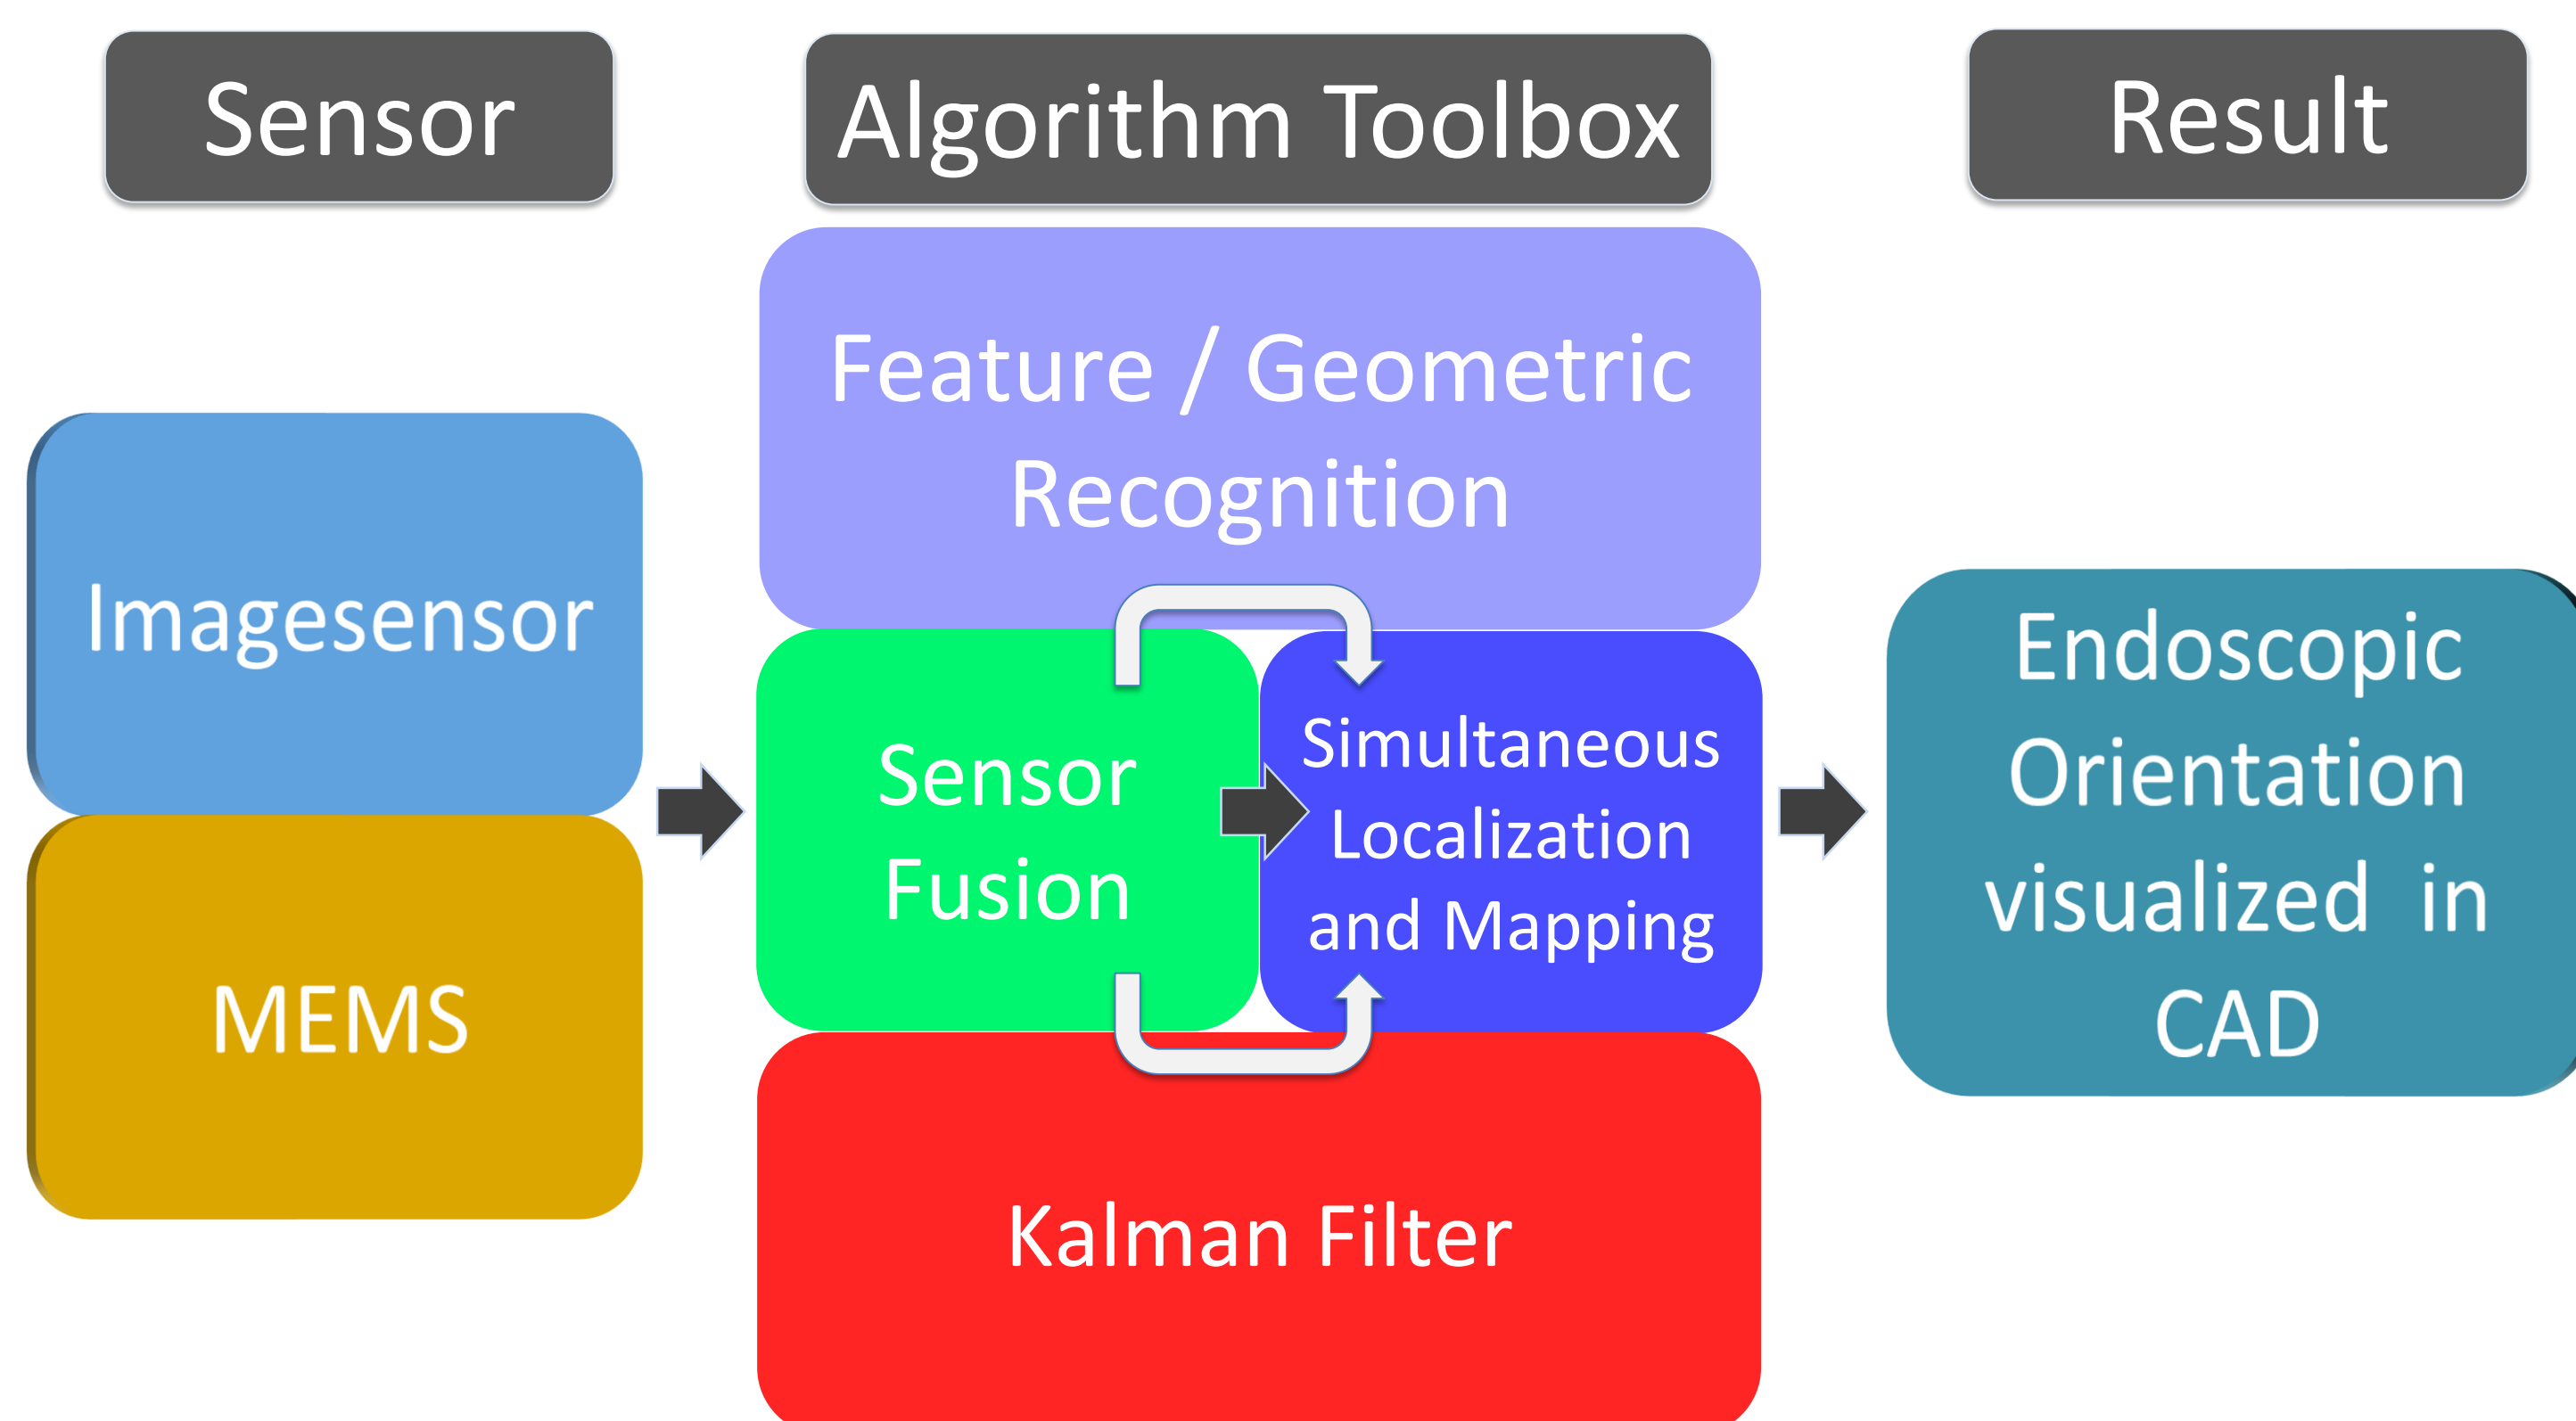 Sensor
Algorithm Toolbox
Result
Imagesensor
MEMS
Feature / Geometric
Recognition
Sensor
Fusion
Simultaneous
Localization
and Mapping
Kalman Filter
Endoscopic
Orientation
visualized in
CAD